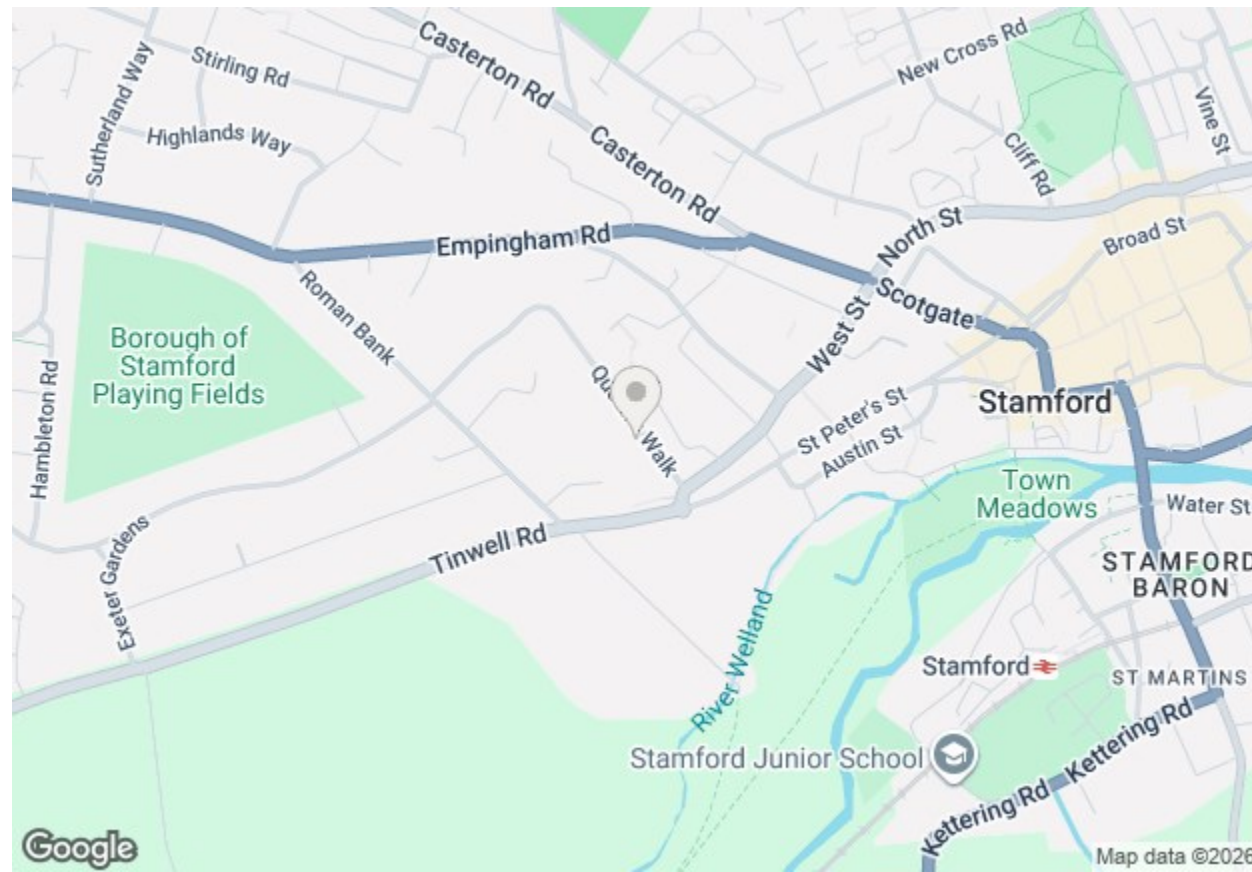 Casterton Rd
New Cross Rd
Stirling Rd
Sutherland Way
Highlands Way
Vine St
Cliff Rd
Casterton Rd
North St
Broad St
Empingham Rd
Roman Bank
Scotgate
West St
Borough of
Stamford
Playing Fields
Hambleton Rd
Walk
St Peter's St
Stamford
Austin St
Town
Meadows
Water St
Tinwell Rd
Exeter Gardens
STAMFORD
BARON
River Welland
Stamford
ST MARTINS
Kettering Rd
Stamford Junior School
Kettering Rd
Google
Map data ©2026